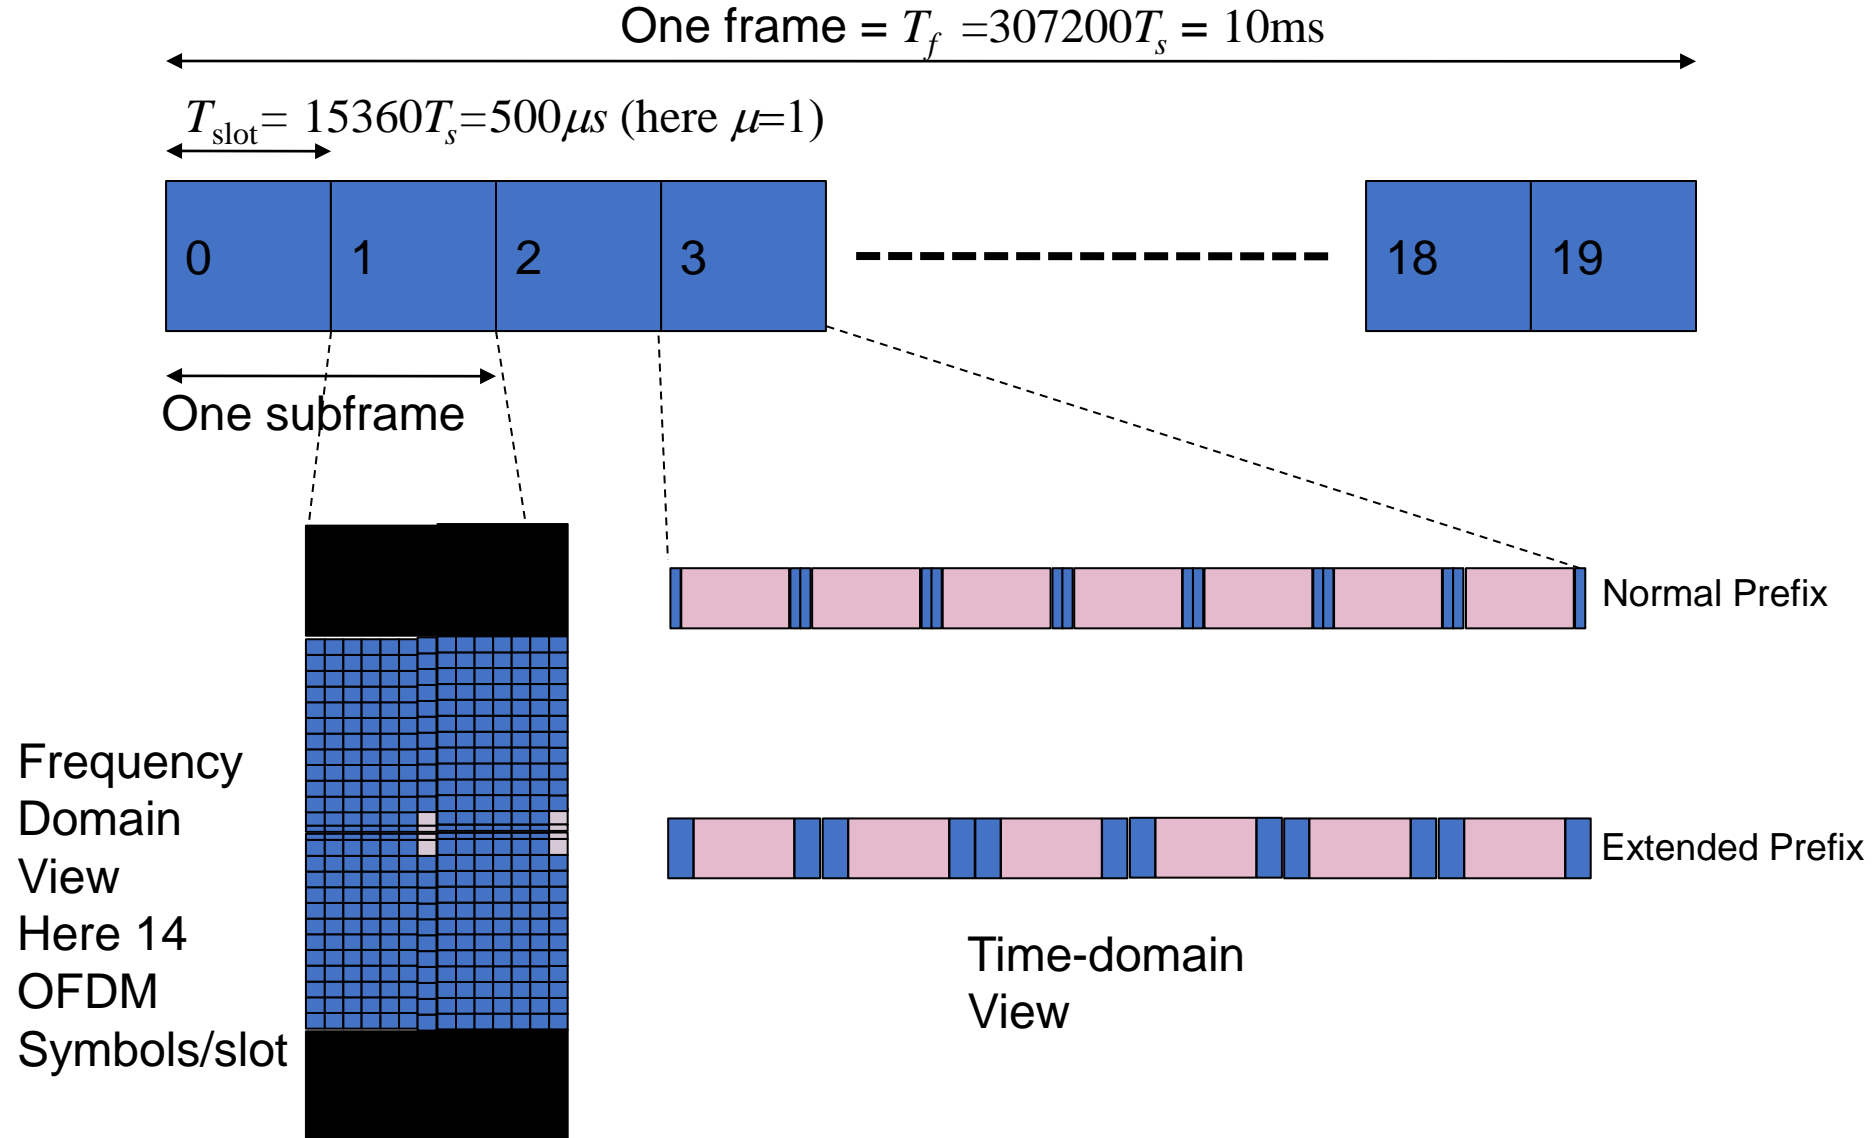 One frame = T_f =307200T_s = 10ms
T_slot= 15360T_s=500μs (here μ=1)
0 1 2 3 18 19
One subframe
Normal Prefix
Frequency
Domain
View
Here 14
OFDM
Symbols/slot
Extended Prefix
Time-domain
View